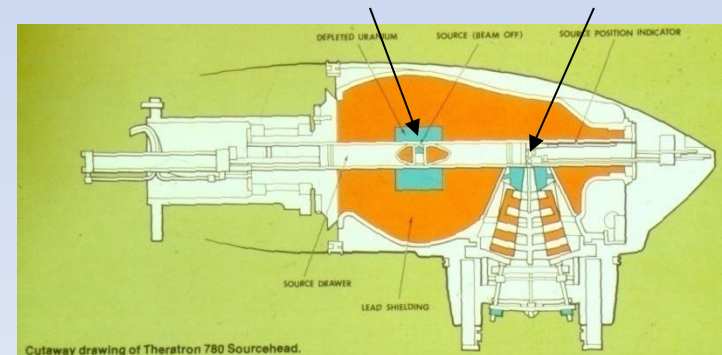 DEPLETED URANIUM
SOURCE (BEAM OFF)
SOURCE POSITION INDICATOR
SOURCE DRAWER
LEAD SHIELDING
Cutaway drawing of Theratron 780 Sourcehead.